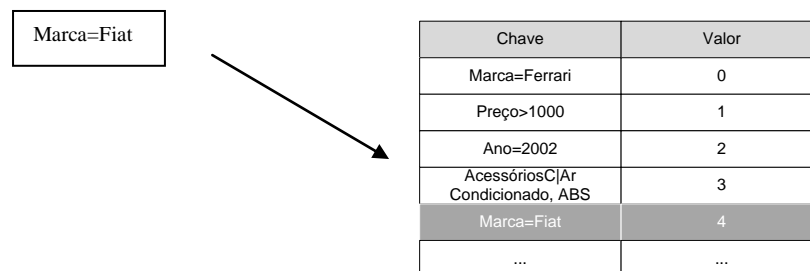 Marca=Fiat
Chave Valor
Marca=Ferrari 0
Preço>1000 1
Ano=2002 2
AcessóriosC|Ar
Condicionado, ABS 3
Marca=Fiat 4
... ...